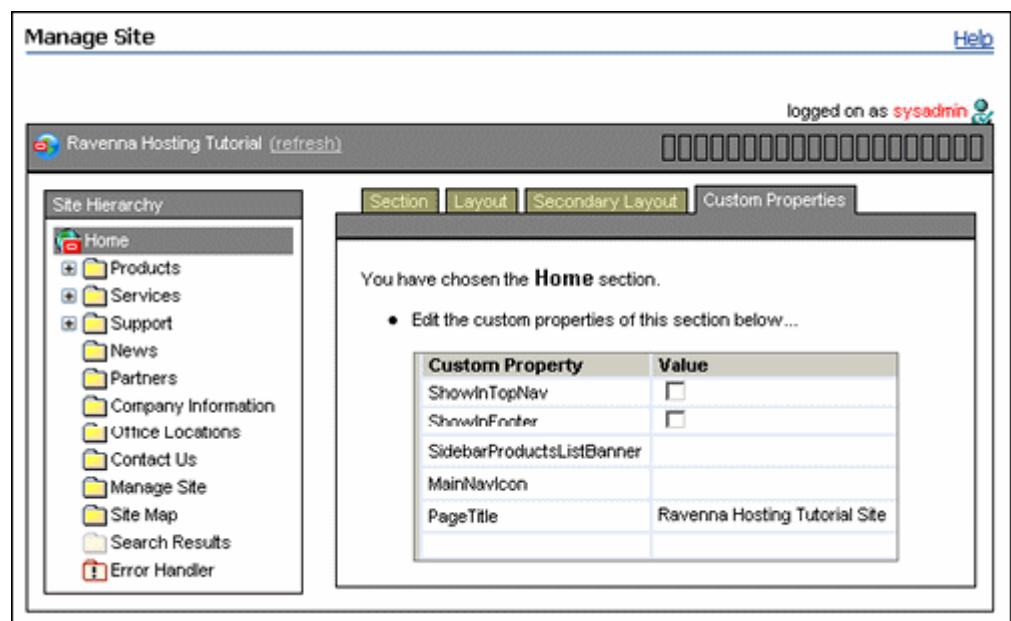 Manage Site
Help
logged on as sysadmin
Ravenna Hosting Tutorial (refresh)
Site Hierarchy
Home
Products
Services
Support
News
Partners
Company Information
Office Locations
Contact Us
Manage Site
Site Map
Search Results
Error Handler
Section Layout Secondary Layout Custom Properties
You have chosen the Home section.
• Edit the custom properties of this section below...
Custom Property Value
ShowInTopNav
ShowInFooter
SidebarProductsListBanner
MainNavIcon
PageTitle Ravenna Hosting Tutorial Site